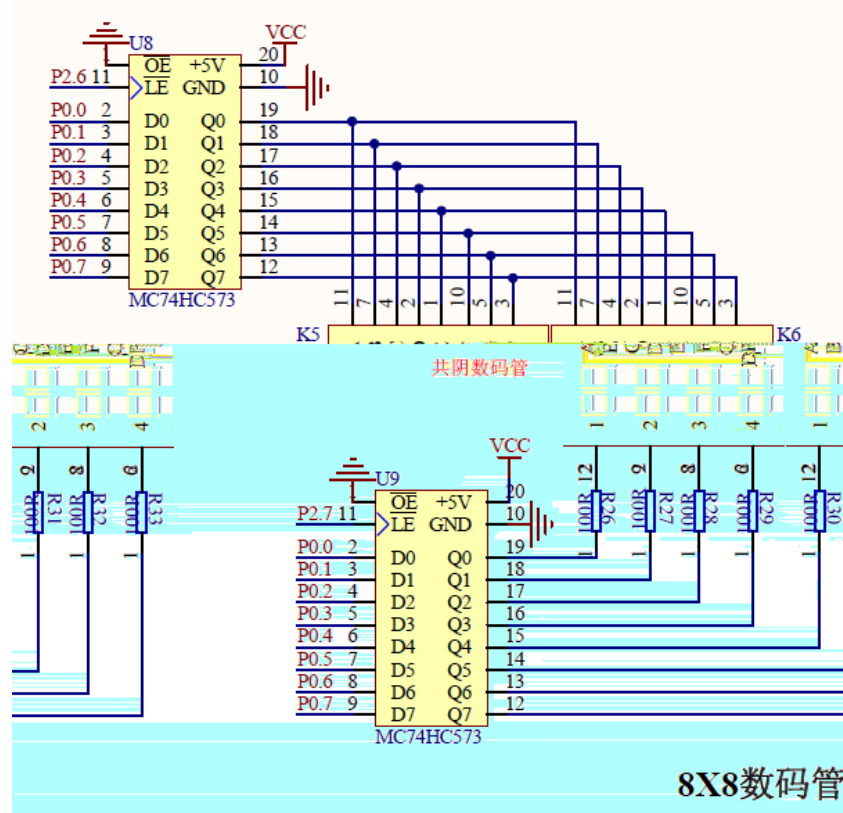 VCC
U8
OE +5V 20
P2.6 11 LE GND 10
P0.0 2 D0 Q0 19
P0.1 3 D1 Q1 18
P0.2 4 D2 Q2 17
P0.3 5 D3 Q3 16
P0.4 6 D4 Q4 15
P0.5 7 D5 Q5 14
P0.6 8 D6 Q6 13
P0.7 9 D7 Q7 12
MC74HC573
11 7 4 2 1 10 5 3 11 7 4 2 1 10 5 3
K5 K6
共阴数码管
2 3 4 1 2 3 4 1
VCC
9 8 6 12 9 8 6 12
R31 R32 R33 R26 R27 R28 R29 R30
1 1 1 1 1 1 1 1
U9
OE +5V 20
P2.7 11 LE GND 10
P0.0 2 D0 Q0 19
P0.1 3 D1 Q1 18
P0.2 4 D2 Q2 17
P0.3 5 D3 Q3 16
P0.4 6 D4 Q4 15
P0.5 7 D5 Q5 14
P0.6 8 D6 Q6 13
P0.7 9 D7 Q7 12
MC74HC573
8X8数码管